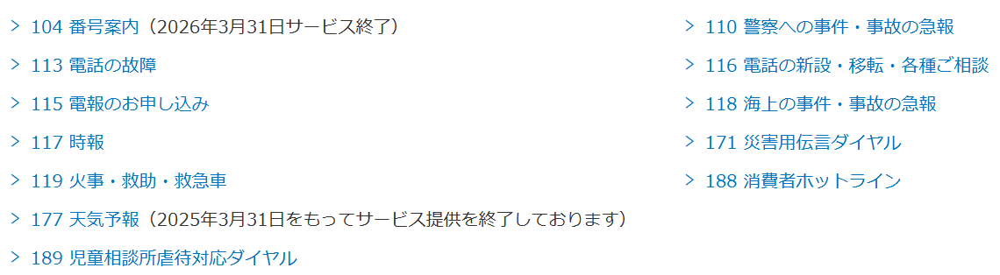 104 番号案内（2026年3月31日サービス終了）
110 警察への事件・事故の急報
113 電話の故障
116 電話の新設・移転・各種ご相談
115 電報のお申し込み
118 海上の事件・事故の急報
117 時報
171 災害用伝言ダイヤル
119 火事・救助・救急車
188 消費者ホットライン
177 天気予報（2025年3月31日をもってサービス提供を終了しております）
189 児童相談所虐待対応ダイヤル